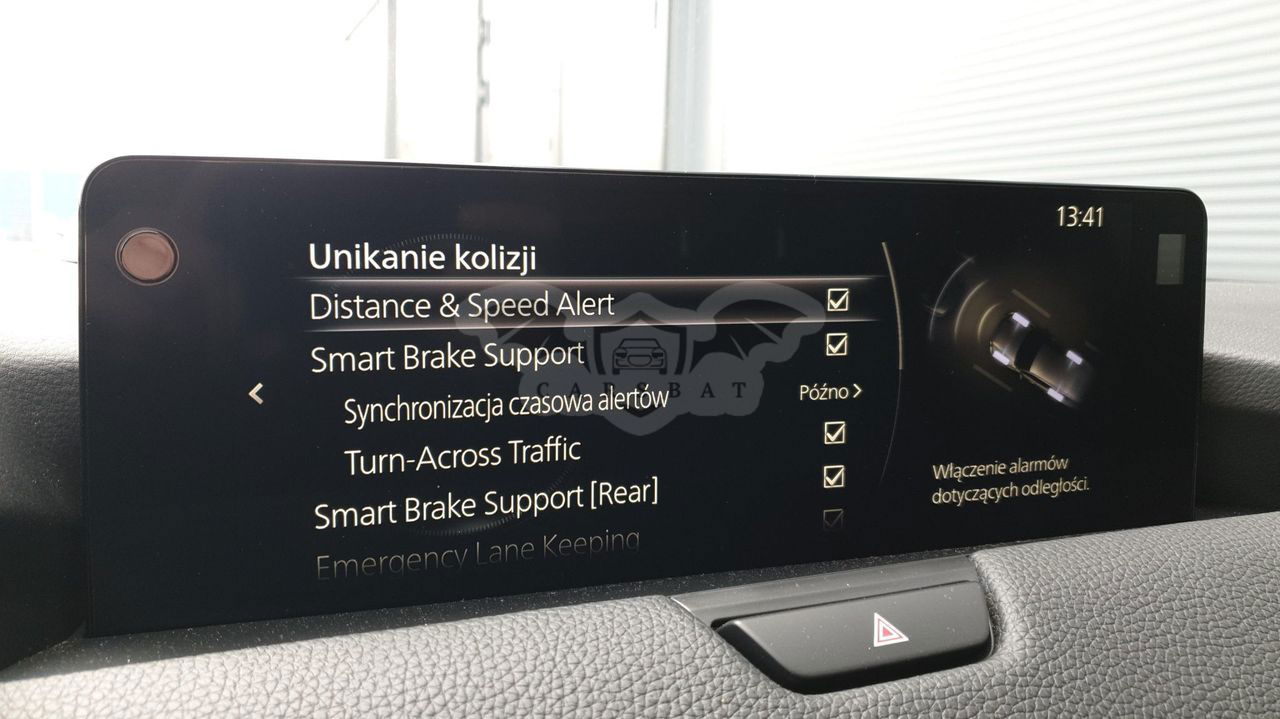 13:41
Unikanie kolizji
Distance & Speed Alert
Smart Brake Support
Synchronizacja czasowa alertów Późno
Turn-Across Traffic
Smart Brake Support [Rear]
Emergency Lane Keeping
Włączenie alarmów
dotyczących odległości.
CARSBAT